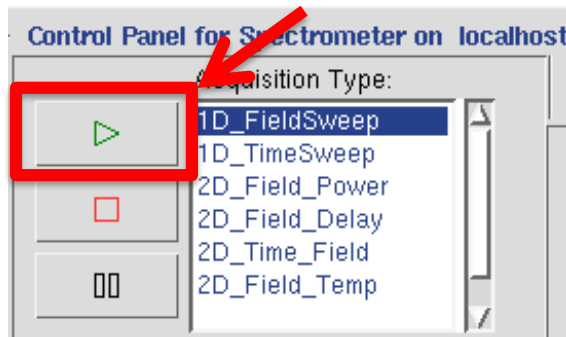 Control Panel for Spectrometer on localhost
Acquisition Type:
1D_FieldSweep
1D_TimeSweep
2D_Field_Power
2D_Field_Delay
2D_Time_Field
2D_Field_Temp